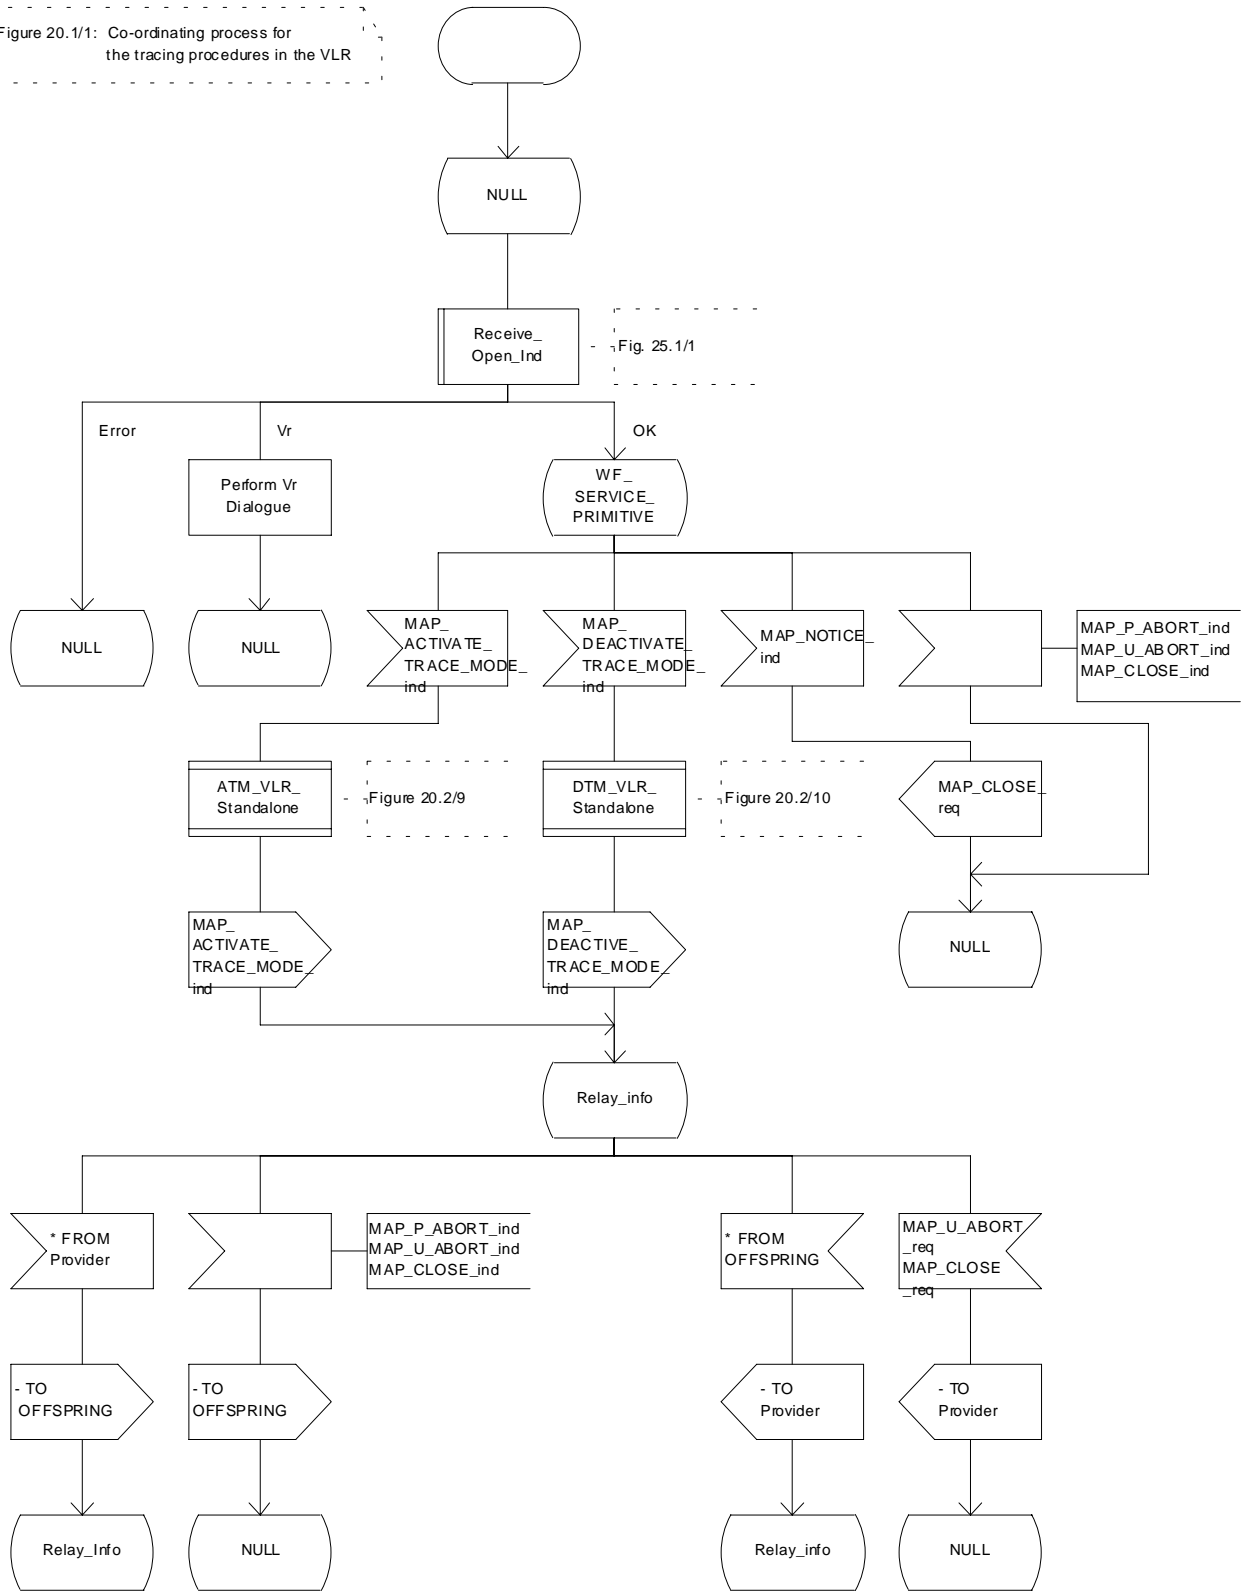 Figure 20.1/1: Co-ordinating process for
the tracing procedures in the VLR
NULL
Receive_
Open_Ind
Fig. 25.1/1
Error
Vr
OK
Perform Vr
Dialogue
WF_
SERVICE_
PRIMITIVE
NULL
NULL
MAP_
ACTIVATE_
TRACE_MODE_
ind
MAP_
DEACTIVATE_
TRACE_MODE_
ind
MAP_NOTICE_
ind
MAP_P_ABORT_ind
MAP_U_ABORT_ind
MAP_CLOSE_ind
ATM_VLR_
Standalone
Figure 20.2/9
DTM_VLR_
Standalone
Figure 20.2/10
MAP_CLOSE_
req
MAP_
ACTIVATE_
TRACE_MODE_
ind
MAP_
DEACTIVE_
TRACE_MODE_
ind
NULL
Relay_info
* FROM
Provider
MAP_P_ABORT_ind
MAP_U_ABORT_ind
MAP_CLOSE_ind
* FROM
OFFSPRING
MAP_U_ABORT
_req
MAP_CLOSE
_req
- TO
OFFSPRING
- TO
OFFSPRING
- TO
Provider
- TO
Provider
Relay_Info
NULL
Relay_info
NULL